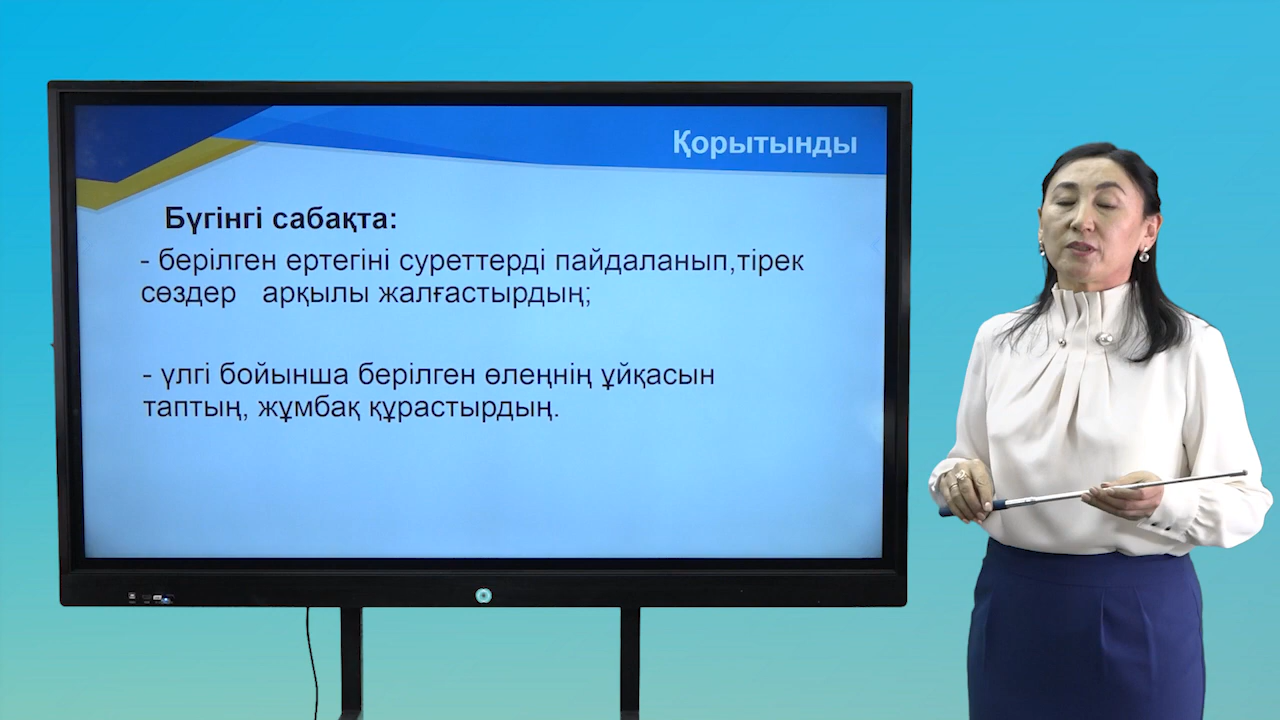 Қорытынды
Бүгінгі сабақта:
- берілген ертегіні суреттерді пайдаланып,тірек
сөздер арқылы жалғастырдың;
- үлгі бойынша берілген өлеңнің ұйқасын
таптың, жұмбақ құрастырдың.